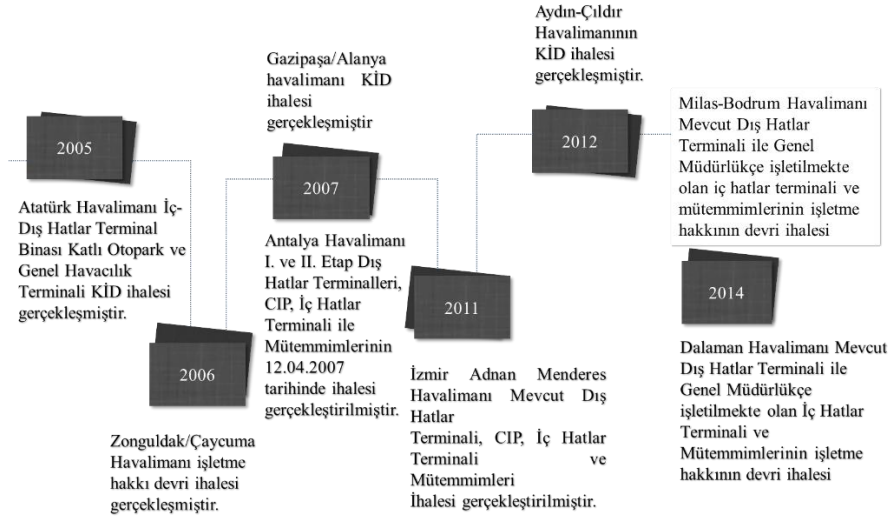 2005
Atatürk Havalimanı İç-
Dış Hatlar Terminal
Binası Katlı Otopark ve
Genel Havacılık
Terminali KİD ihalesi
gerçekleşmiştir.
2006
Zonguldak/Çaycuma
Havalimanı işletme
hakkı devri ihalesi
gerçekleşmiştir.
Gazipaşa/Alanya
havalimanı KİD
ihalesi
gerçekleşmiştir
2007
Antalya Havalimanı
I. ve II. Etap Dış
Hatlar Terminalleri,
CIP, İç Hatlar
Terminali ile
Mütemmimlerinin
12.04.2007
tarihinde ihalesi
gerçekleştirilmiştir.
2011
İzmir Adnan Menderes
Havalimanı Mevcut Dış
Hatlar
Terminali, CIP, İç Hatlar
Terminali ve
Mütemmimleri
İhalesi gerçekleştirilmiştir.
Aydın-Çıldır
Havalimanının
KİD ihalesi
gerçekleşmiştir.
2012
Milas-Bodrum Havalimanı
Mevcut Dış Hatlar
Terminali ile Genel
Müdürlükçe işletilmekte
olan iç hatlar terminali ve
mütemmimlerinin işletme
hakkının devri ihalesi
2014
Dalaman Havalimanı Mevcut
Dış Hatlar Terminali ile
Genel Müdürlükçe
işletilmekte olan İç Hatlar
Terminali ve
Mütemmimlerinin işletme
hakkının devri ihalesi